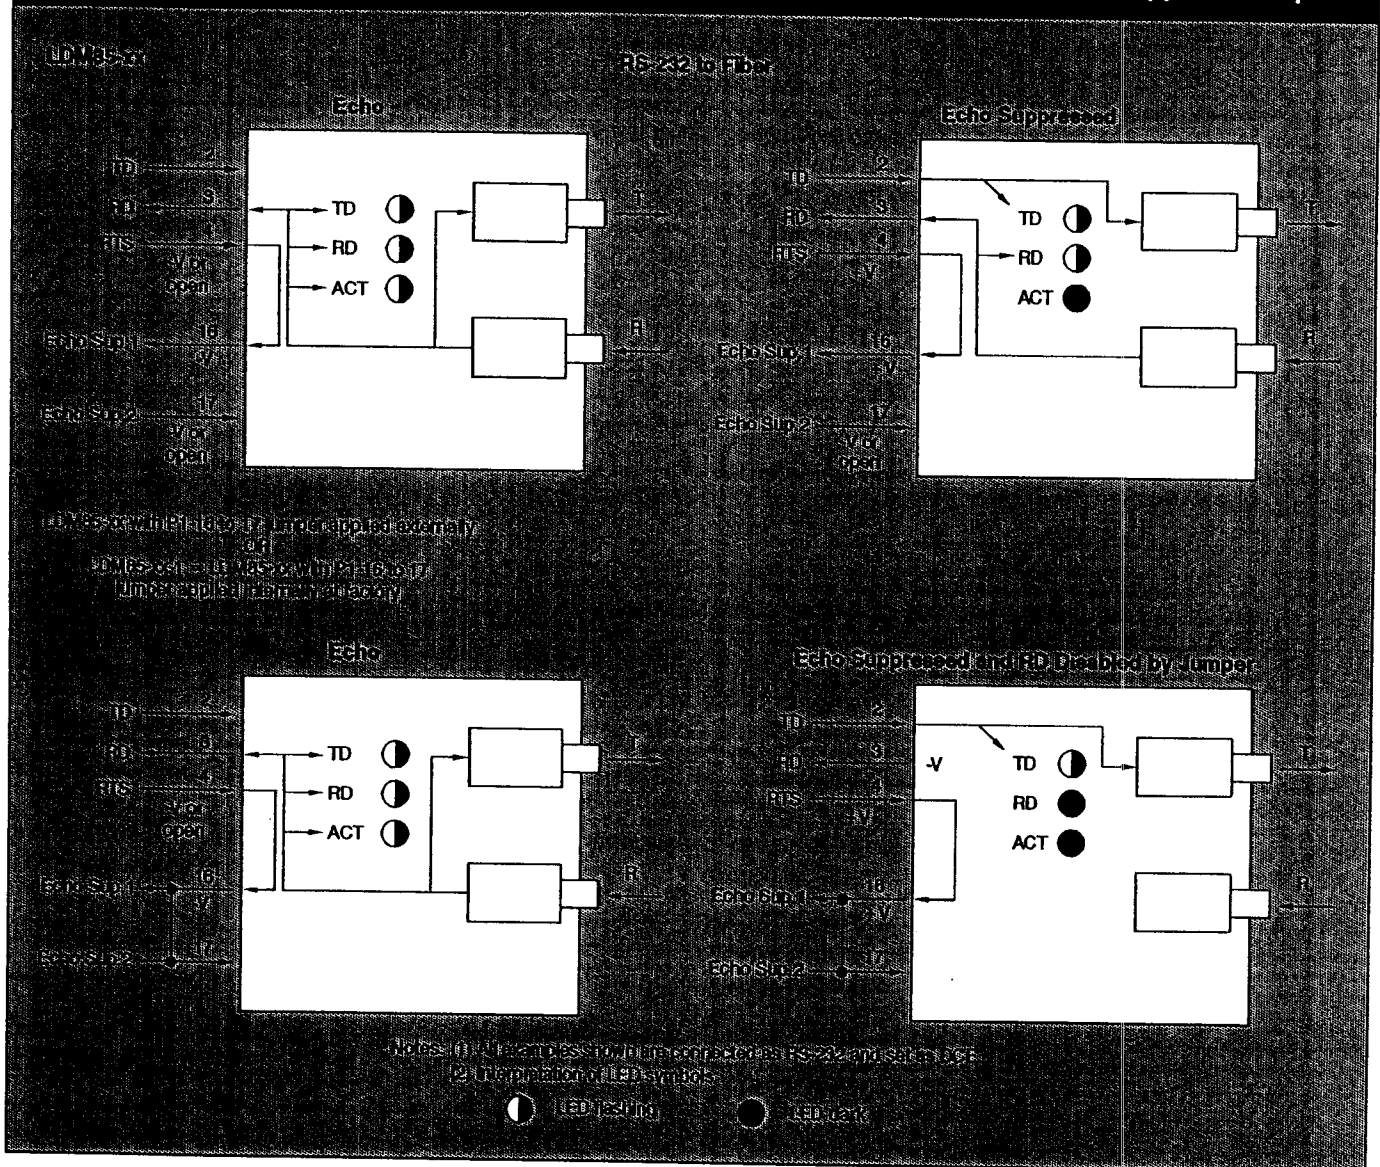 LDM85-xx
RS-232 to Fiber
Echo
TD 2
RD 3
RTS 4
-V or
open
Echo Sup.1 16
-V
Echo Sup.2 17
-V or
open
TD
RD
ACT
T
R
Echo Suppressed
TD 2
RD 3
RTS 4
+V
Echo Sup.1 16
+V
Echo Sup.2 17
-V or
open
TD
RD
ACT
T
R
LDM85-xx with P1-16 to 17 jumper applied externally
OR
LDM85-xx-1 = LDM85-xx with P1-16 to 17
jumper applied internally at factory
Echo
TD 2
RD 3
RTS 4
-V or
open
Echo Sup.1 16
-V
Echo Sup.2 17
TD
RD
ACT
T
R
Echo Suppressed and RD Disabled by Jumper
TD 2
RD 3
-V
RTS 4
+V
Echo Sup.1 16
+V
Echo Sup.2 17
TD
RD
ACT
T
R
Notes: (1) All examples shown are connected as RS-232 and set as DCE
(2) Interpretation of LED symbols
LED flashing
LED dark